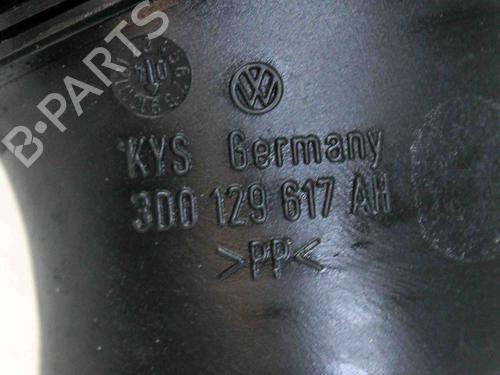 B-PARTS
KYS Germany
3D0 129 617 AH
>PP<